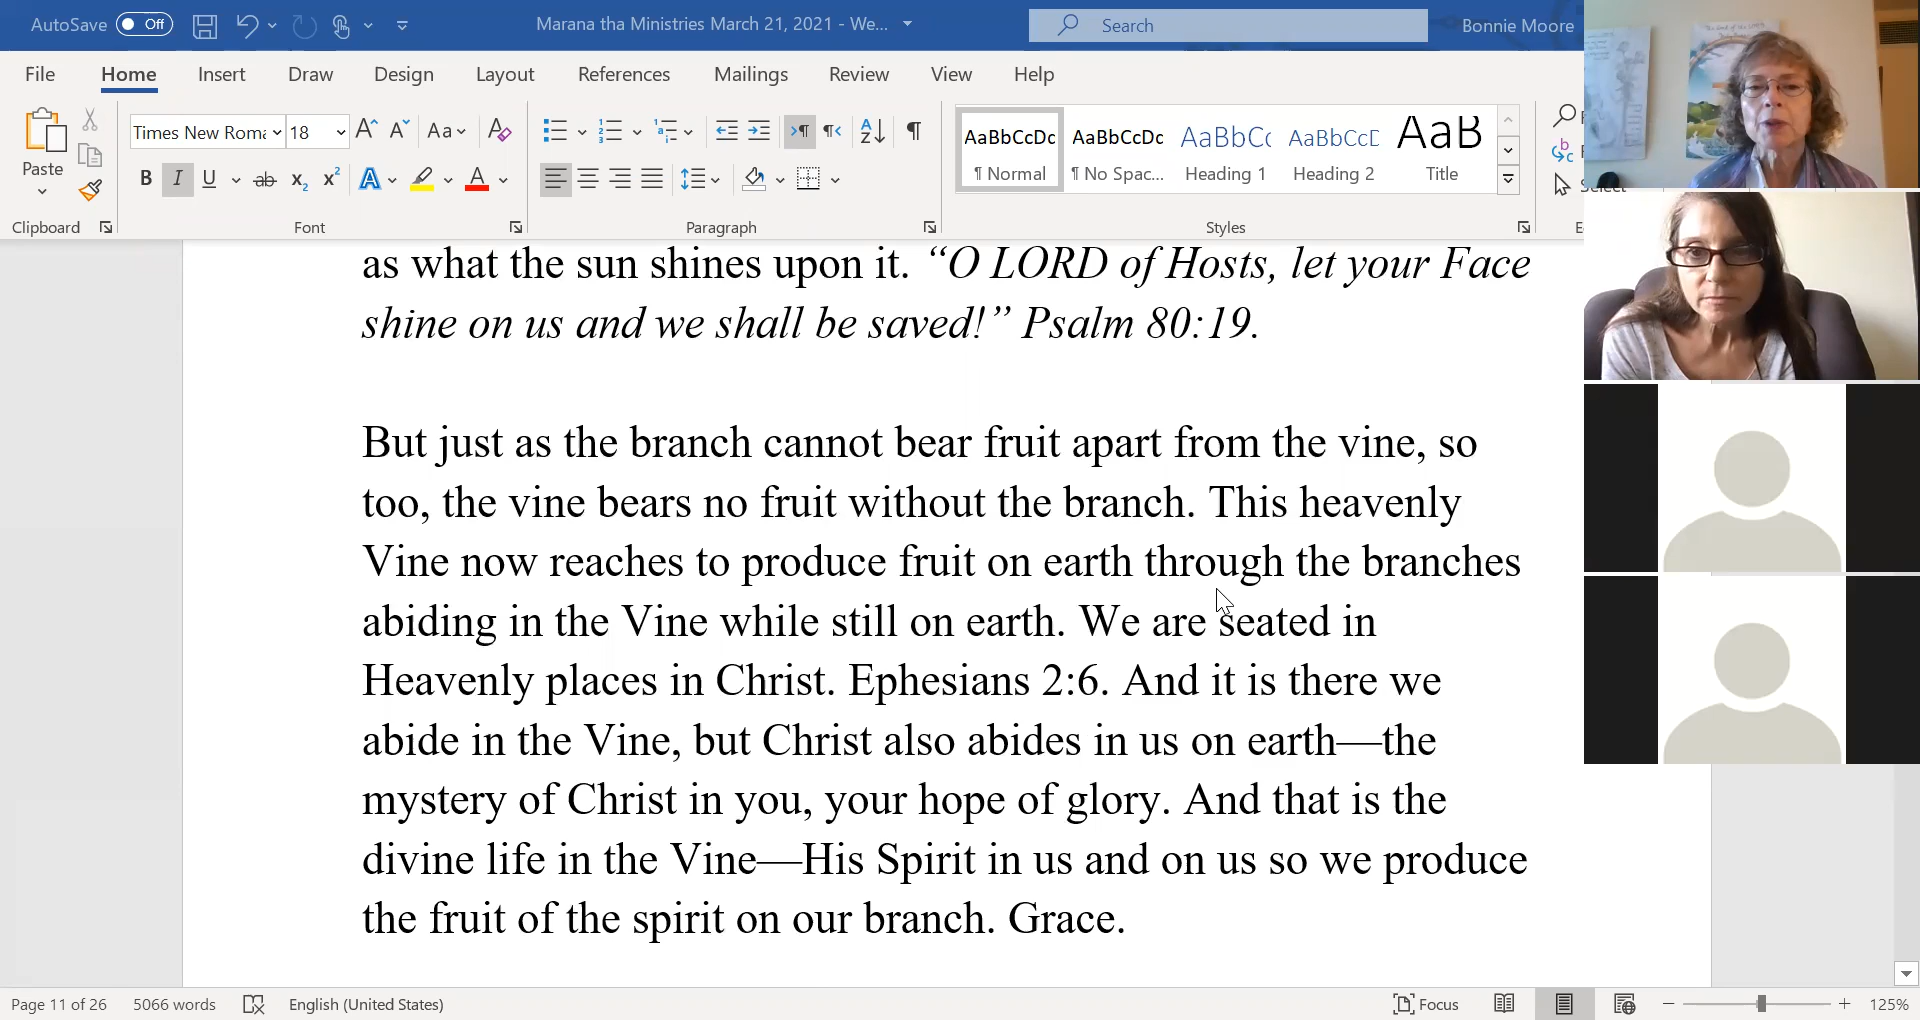 AutoSave Off Marana tha Ministries March 21, 2021 - We... Search Bonnie Moore
File Home Insert Draw Design Layout References Mailings Review View Help
Paste
Times New Roma 18
Aa
B I U ab x2 x2 A A
AaBbCcDc AaBbCcDc AaBbCc AaBbCcD AaB
¶ Normal ¶ No Spac... Heading 1 Heading 2 Title
Select
Clipboard Font Paragraph Styles
as what the sun shines upon it. “O LORD of Hosts, let your Face
shine on us and we shall be saved!” Psalm 80:19.
But just as the branch cannot bear fruit apart from the vine, so
too, the vine bears no fruit without the branch. This heavenly
Vine now reaches to produce fruit on earth through the branches
abiding in the Vine while still on earth. We are seated in
Heavenly places in Christ. Ephesians 2:6. And it is there we
abide in the Vine, but Christ also abides in us on earth—the
mystery of Christ in you, your hope of glory. And that is the
divine life in the Vine—His Spirit in us and on us so we produce
the fruit of the spirit on our branch. Grace.
Page 11 of 26 5066 words English (United States) Focus 125%